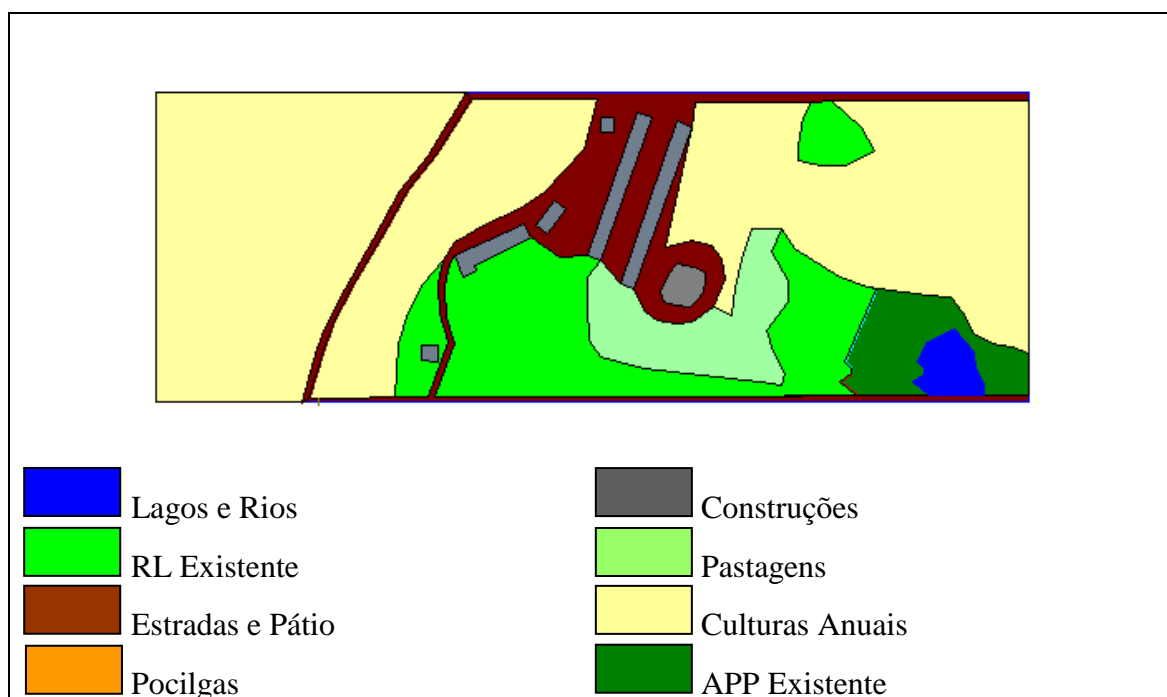 Lagos e Rios
Construções
RL Existente
Pastagens
Estradas e Pátio
Culturas Anuais
Pocilgas
APP Existente